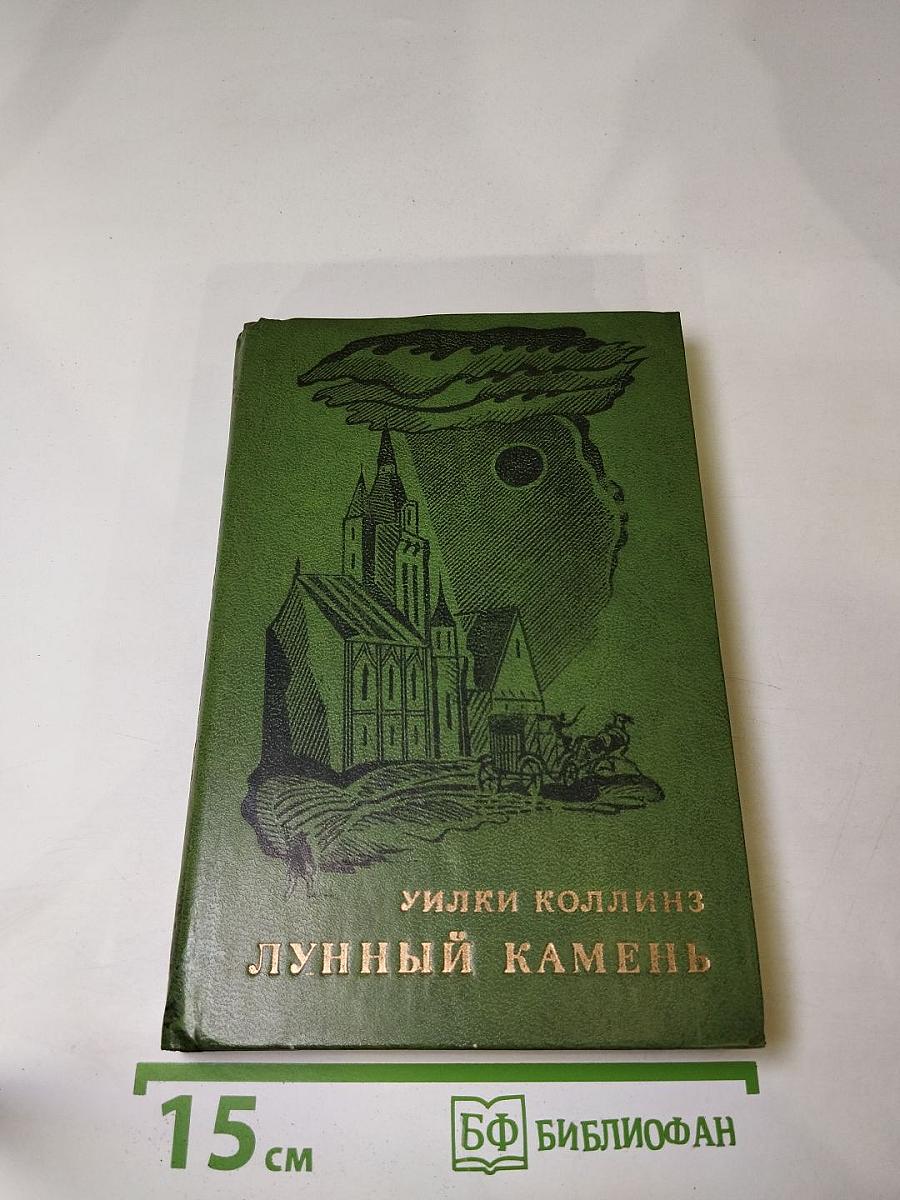 УИЛКИ КОЛЛИНЗ
ЛУННЫЙ КАМЕНЬ
15 см
БФ БИБЛИОФАН